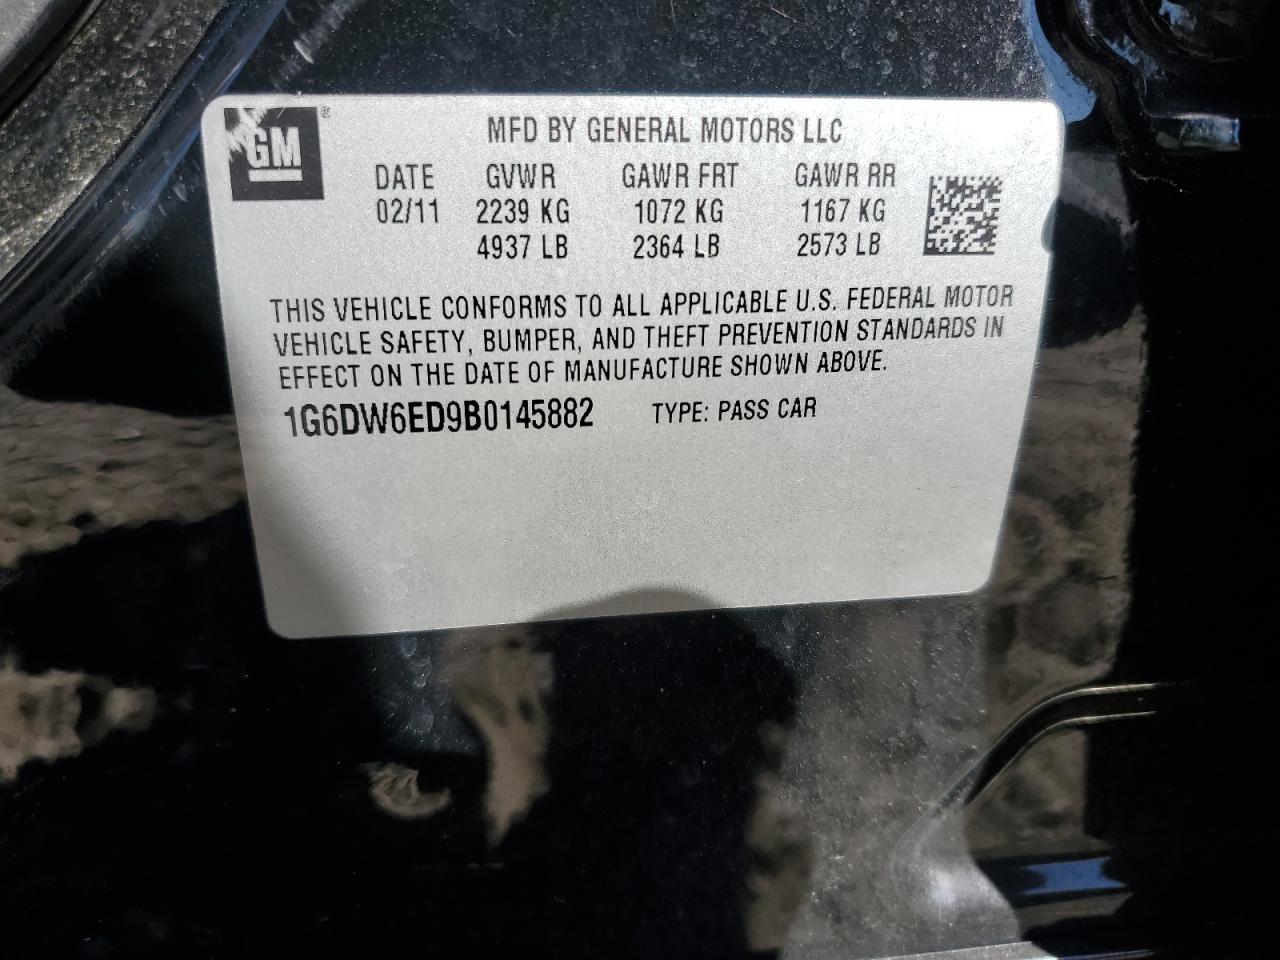 GM ®
MFD BY GENERAL MOTORS LLC
DATE GVWR GAWR FRT GAWR RR
02/11 2239 KG 1072 KG 1167 KG
4937 LB 2364 LB 2573 LB
THIS VEHICLE CONFORMS TO ALL APPLICABLE U.S. FEDERAL MOTOR
VEHICLE SAFETY, BUMPER, AND THEFT PREVENTION STANDARDS IN
EFFECT ON THE DATE OF MANUFACTURE SHOWN ABOVE.
1G6DW6ED9B0145882 TYPE: PASS CAR